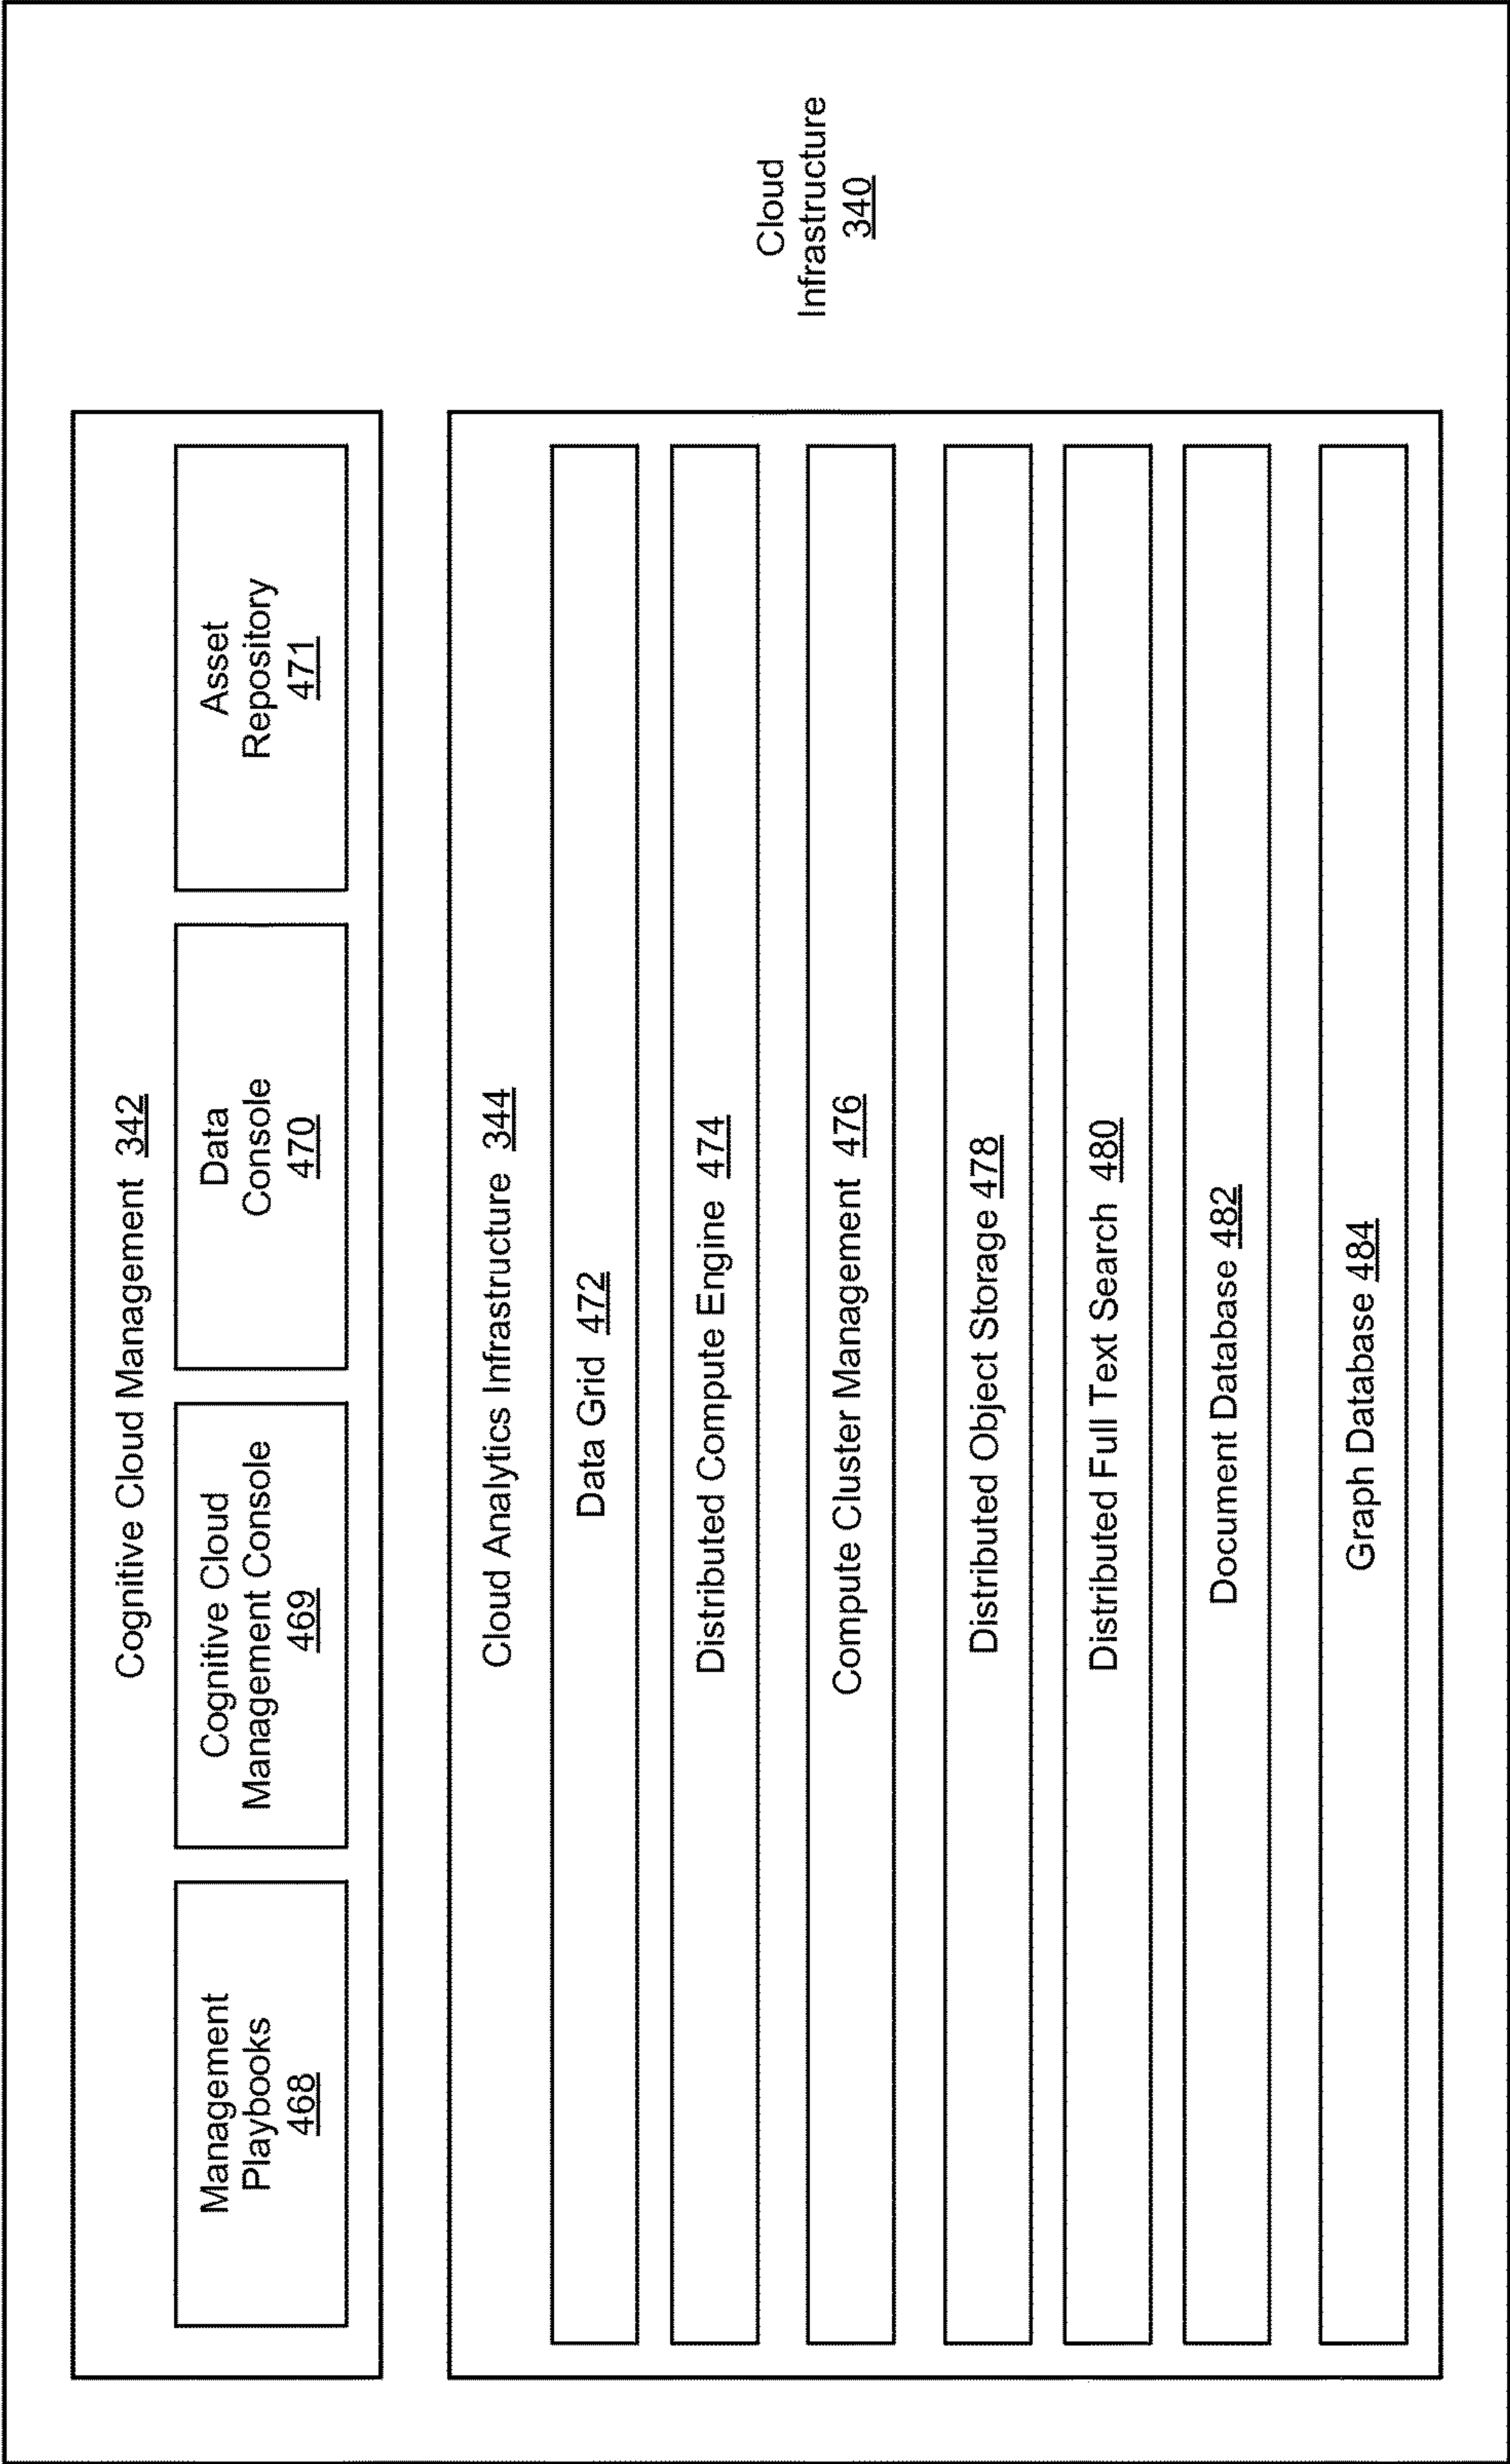 Cognitive Cloud Management 342
Management
Playbooks
468
Cognitive Cloud
Management Console
469
Data
Console
470
Asset
Repository
471
Cloud Analytics Infrastructure 344
Data Grid 472
Distributed Compute Engine 474
Compute Cluster Management 476
Distributed Object Storage 478
Distributed Full Text Search 480
Document Database 482
Graph Database 484
Cloud
Infrastructure
340